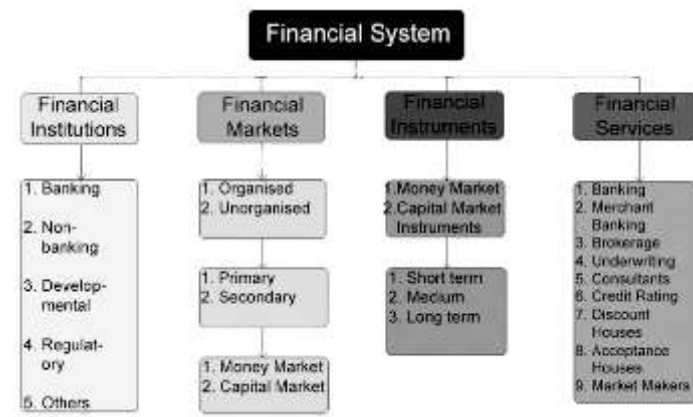 Financial System
Financial
Institutions
1. Banking
2. Non-
banking
3. Develop-
mental
4. Regulat-
ory
5. Others
Financial
Markets
1. Organised
2. Unorganised
1. Primary
2. Secondary
1. Money Market
2. Capital Market
Financial
Instruments
1.Money Market
2.Capital Market
Instruments
1. Short term
2. Medium
3. Long term
Financial
Services
1. Banking
2. Merchant
Banking
3. Brokerage
4. Underwriting
5. Consultants
6. Credit Rating
7. Discount
Houses
8. Acceptance
Houses
9. Market Makers